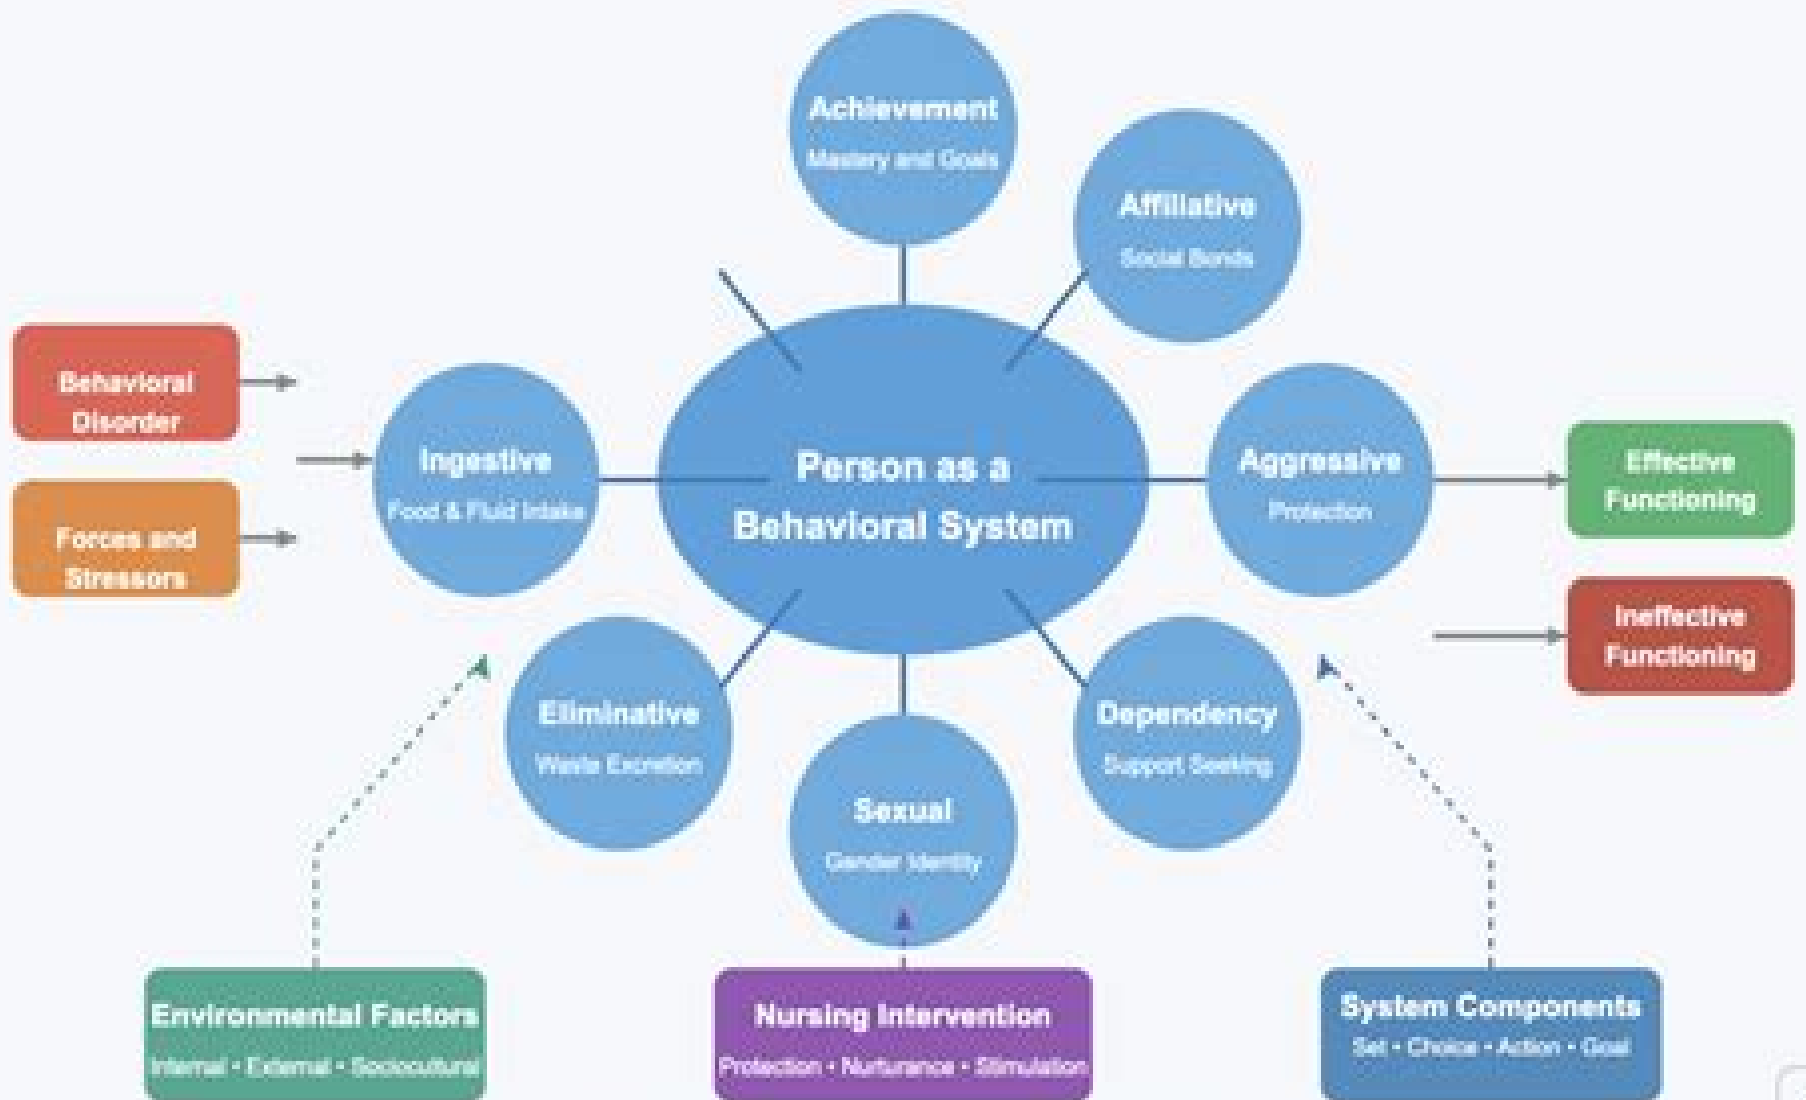 Achievement
Mastery and Goals
Affiliative
Social Bonds
Behavioral
Disorder
Forces and
Stressors
Ingestive
Food & Fluid Intake
Person as a
Behavioral System
Aggressive
Protection
Effective
Functioning
Ineffective
Functioning
Eliminative
Waste Excretion
Sexual
Gender Identity
Dependency
Support Seeking
Environmental Factors
Internal • External • Sociocultural
Nursing Intervention
Protection • Nurturance • Stimulation
System Components
Set • Choice • Action • Goal